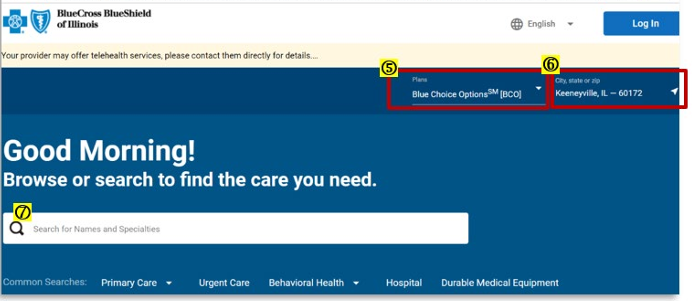 BlueCross BlueShield
of Illinois
English
Log In
Your provider may offer telehealth services, please contact them directly for details....
⑤
⑥
Plans
City, state or zip
Blue Choice Options℠ [BCO]
Keeneyville, IL — 60172
Good Morning!
Browse or search to find the care you need.
⑦
Search for Names and Specialties
Common Searches: Primary Care Urgent Care Behavioral Health Hospital Durable Medical Equipment